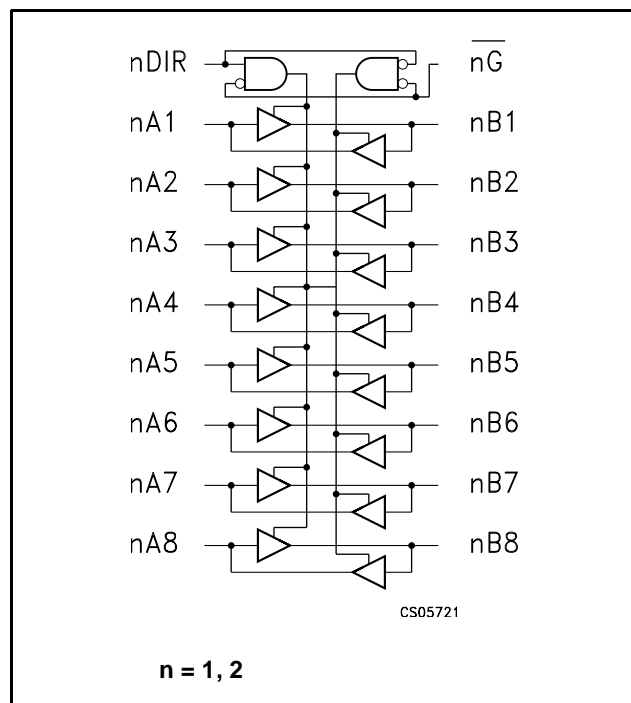 nDIR n̅G̅
nA1 nB1
nA2 nB2
nA3 nB3
nA4 nB4
nA5 nB5
nA6 nB6
nA7 nB7
nA8 nB8
CS05721
n = 1, 2